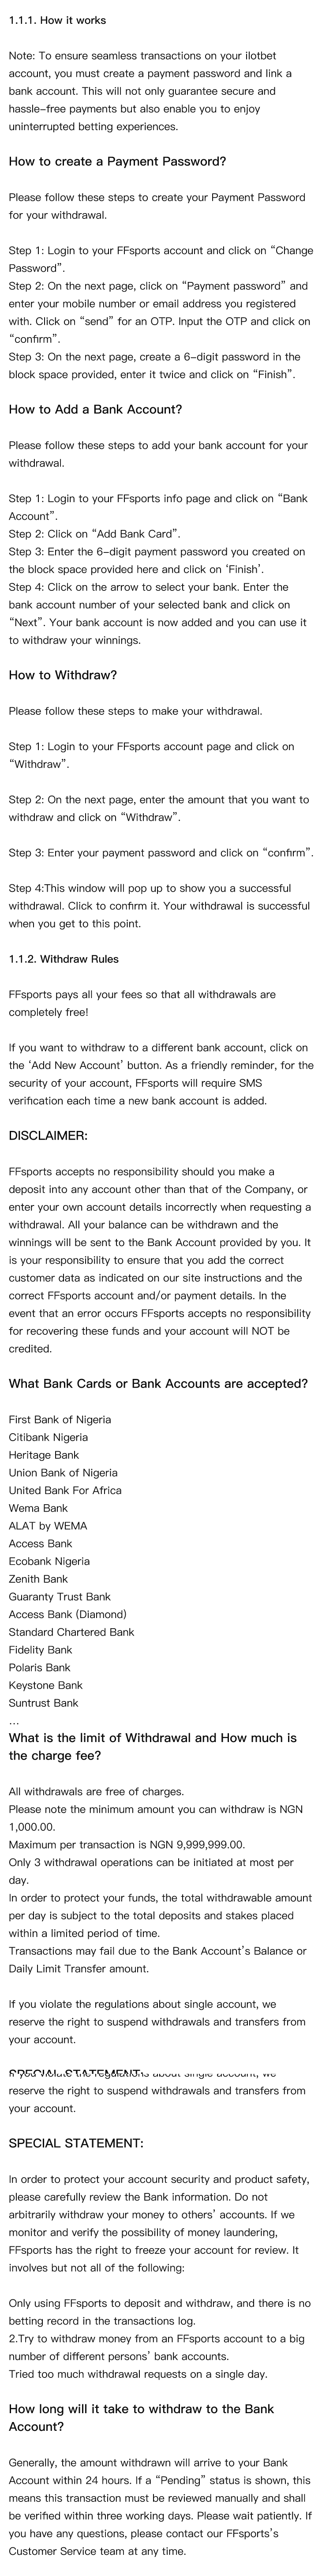 1.1.1. How it works
Note: To ensure seamless transactions on your ilotbet
account, you must create a payment password and link a
bank account. This will not only guarantee secure and
hassle-free payments but also enable you to enjoy
uninterrupted betting experiences.
How to create a Payment Password?
Please follow these steps to create your Payment Password
for your withdrawal.
Step 1: Login to your FFsports account and click on “Change
Password”.
Step 2: On the next page, click on “Payment password” and
enter your mobile number or email address you registered
with. Click on “send” for an OTP. Input the OTP and click on
“confirm”.
Step 3: On the next page, create a 6-digit password in the
block space provided, enter it twice and click on “Finish”.
How to Add a Bank Account?
Please follow these steps to add your bank account for your
withdrawal.
Step 1: Login to your FFsports info page and click on “Bank
Account”.
Step 2: Click on “Add Bank Card”.
Step 3: Enter the 6-digit payment password you created on
the block space provided here and click on ‘Finish’.
Step 4: Click on the arrow to select your bank. Enter the
bank account number of your selected bank and click on
“Next”. Your bank account is now added and you can use it
to withdraw your winnings.
How to Withdraw?
Please follow these steps to make your withdrawal.
Step 1: Login to your FFsports account page and click on
“Withdraw”.
Step 2: On the next page, enter the amount that you want to
withdraw and click on “Withdraw”.
Step 3: Enter your payment password and click on “confirm”.
Step 4:This window will pop up to show you a successful
withdrawal. Click to confirm it. Your withdrawal is successful
when you get to this point.
1.1.2. Withdraw Rules
FFsports pays all your fees so that all withdrawals are
completely free!
If you want to withdraw to a different bank account, click on
the ‘Add New Account’ button. As a friendly reminder, for the
security of your account, FFsports will require SMS
verification each time a new bank account is added.
DISCLAIMER:
FFsports accepts no responsibility should you make a
deposit into any account other than that of the Company, or
enter your own account details incorrectly when requesting a
withdrawal. All your balance can be withdrawn and the
winnings will be sent to the Bank Account provided by you. It
is your responsibility to ensure that you add the correct
customer data as indicated on our site instructions and the
correct FFsports account and/or payment details. In the
event that an error occurs FFsports accepts no responsibility
for recovering these funds and your account will NOT be
credited.
What Bank Cards or Bank Accounts are accepted?
First Bank of Nigeria
Citibank Nigeria
Heritage Bank
Union Bank of Nigeria
United Bank For Africa
Wema Bank
ALAT by WEMA
Access Bank
Ecobank Nigeria
Zenith Bank
Guaranty Trust Bank
Access Bank (Diamond)
Standard Chartered Bank
Fidelity Bank
Polaris Bank
Keystone Bank
Suntrust Bank
...
What is the limit of Withdrawal and How much is
the charge fee?
All withdrawals are free of charges.
Please note the minimum amount you can withdraw is NGN
1,000.00.
Maximum per transaction is NGN 9,999,999.00.
Only 3 withdrawal operations can be initiated at most per
day.
In order to protect your funds, the total withdrawable amount
per day is subject to the total deposits and stakes placed
within a limited period of time.
Transactions may fail due to the Bank Account’s Balance or
Daily Limit Transfer amount.
If you violate the regulations about single account, we
reserve the right to suspend withdrawals and transfers from
your account.
reserve the right to suspend withdrawals and transfers from
your account.
SPECIAL STATEMENT:
In order to protect your account security and product safety,
please carefully review the Bank information. Do not
arbitrarily withdraw your money to others’ accounts. If we
monitor and verify the possibility of money laundering,
FFsports has the right to freeze your account for review. It
involves but not all of the following:
Only using FFsports to deposit and withdraw, and there is no
betting record in the transactions log.
2.Try to withdraw money from an FFsports account to a big
number of different persons’ bank accounts.
Tried too much withdrawal requests on a single day.
How long will it take to withdraw to the Bank
Account?
Generally, the amount withdrawn will arrive to your Bank
Account within 24 hours. If a “Pending” status is shown, this
means this transaction must be reviewed manually and shall
be verified within three working days. Please wait patiently. If
you have any questions, please contact our FFsports’s
Customer Service team at any time.